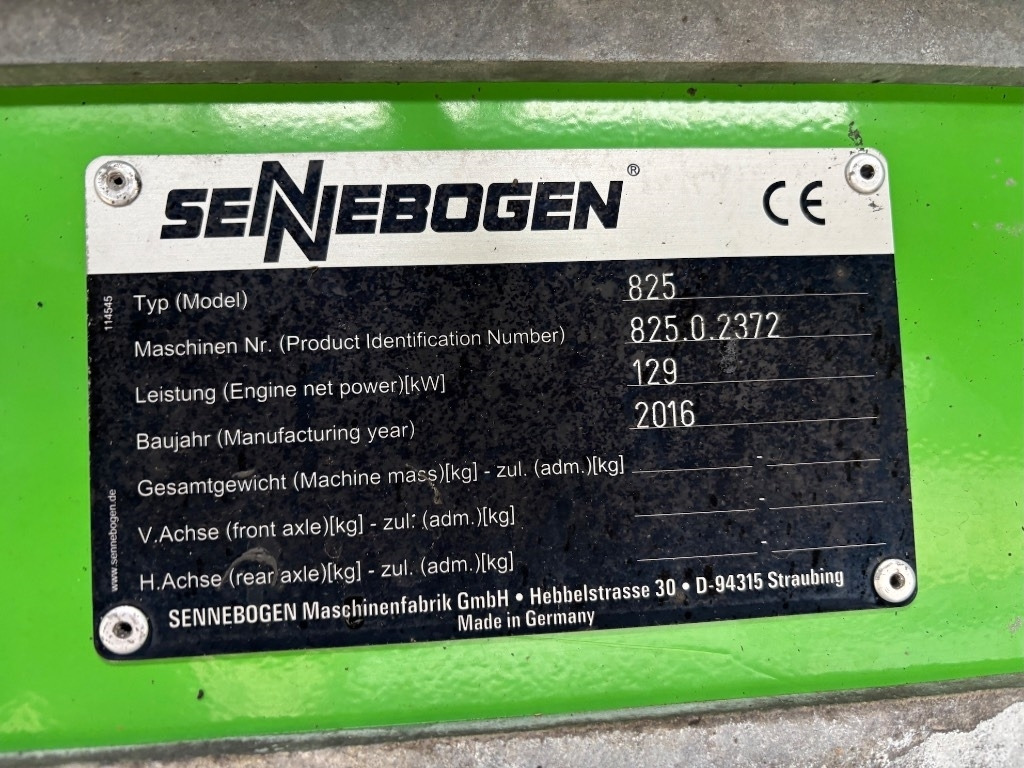 SENNEBOGEN®
CE
Typ (Model) 825
Maschinen Nr. (Product Identification Number) 825.0.2372
Leistung (Engine net power)[kW] 129
Baujahr (Manufacturing year) 2016
Gesamtgewicht (Machine mass)[kg] - zul. (adm.)[kg] -
V.Achse (front axle)[kg] - zul. (adm.)[kg] -
H.Achse (rear axle)[kg] - zul. (adm.)[kg] -
SENNEBOGEN Maschinenfabrik GmbH • Hebbelstrasse 30 • D-94315 Straubing
Made in Germany
114545
www.sennebogen.de